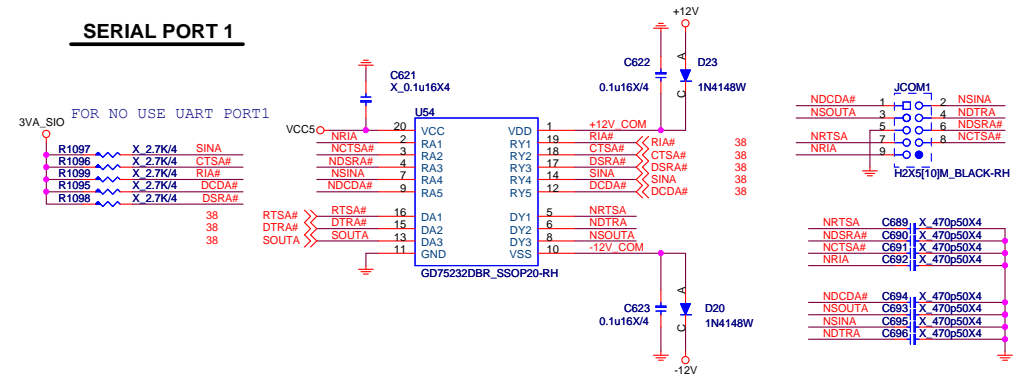 SERIAL PORT 1
FOR NO USE UART PORT1
3VA_SIO
R1097 X_2.7K/4 SINA
R1096 X_2.7K/4 CTSA#
R1099 X_2.7K/4 RIA#
R1095 X_2.7K/4 DCDA#
R1098 X_2.7K/4 DSRA#
38 RTSA# RTSA# 16 DA1
38 DTRA# DTRA# 15 DA2
38 SOUTA SOUTA 13 DA3
11 GND
C621
X_0.1u16X4
U54
VCC5 20 VCC
NRIA 2 RA1
NCTSA# 3 RA2
NDSRA# 4 RA3
NSINA 7 RA4
NDCDA# 9 RA5
VDD 1 +12V_COM
RY1 19 RIA# RIA# 38
RY2 18 CTSA# CTSA# 38
RY3 17 DSRA# DSRA# 38
RY4 14 SINA SINA 38
RY5 12 DCDA# DCDA# 38
DY1 5 NRTSA
DY2 6 NDTRA
DY3 8 NSOUTA
VSS 10 -12V_COM
GD75232DBR_SSOP20-RH
+12V
C622
0.1u16X/4
A
D23
1N4148W
C
C623
0.1u16X/4
A
D20
1N4148W
C
-12V
JCOM1
NDCDA# 1 2 NSINA
NSOUTA 3 4 NDTRA
5 6 NDSRA#
NRTSA 7 8 NCTSA#
NRIA 9
H2X5[10]M_BLACK-RH
NRTSA C689 X_470p50X4
NDSRA# C690 X_470p50X4
NCTSA# C691 X_470p50X4
NRIA C692 X_470p50X4
NDCDA# C694 X_470p50X4
NSOUTA C693 X_470p50X4
NSINA C695 X_470p50X4
NDTRA C696 X_470p50X4